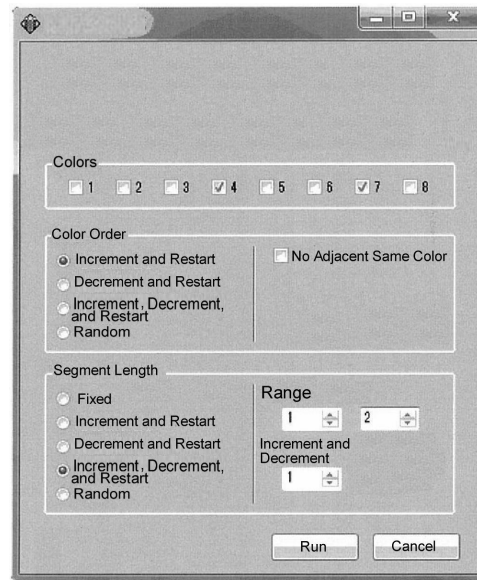 Colors
1 2 3 4 5 6 7 8
Color Order
Increment and Restart
Decrement and Restart
Increment, Decrement,
and Restart
Random
No Adjacent Same Color
Segment Length
Fixed
Increment and Restart
Decrement and Restart
Increment, Decrement,
and Restart
Random
Range
1 2
Increment and
Decrement
1
Run Cancel